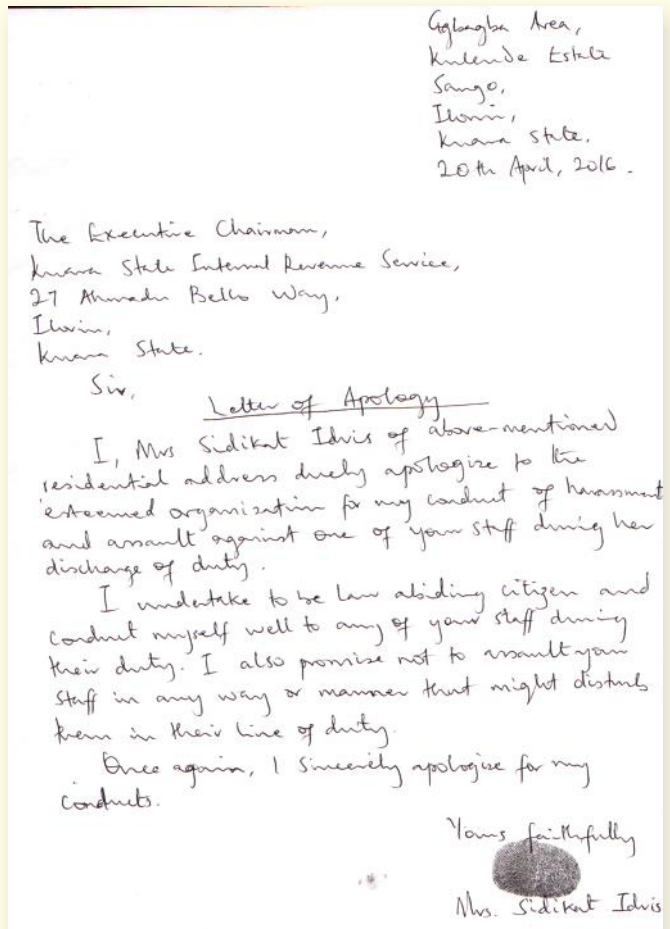 Ggbagba Area,
Kulende Estate
Sango,
Ilorin,
Kwara State.
20th April, 2016.
The Executive Chairman,
Kwara State Internal Revenue Service,
27 Ahmadu Bello Way,
Ilorin,
Kwara State.
Sir,
Letter of Apology
I, Mrs Sidikat Idris of above-mentioned
residential address duely apologize to the
esteemed organisation for my conduct of harassment
and assault against one of your staff during her
discharge of duty.
I undertake to be law abiding citizen and
conduct myself well to any of your staff during
their duty. I also promise not to assault your
staff in any way or manner that might disturb
them in their line of duty.
Once again, I sincerely apologize for my
conducts.
Yours faithfully
Mrs. Sidikat Idris